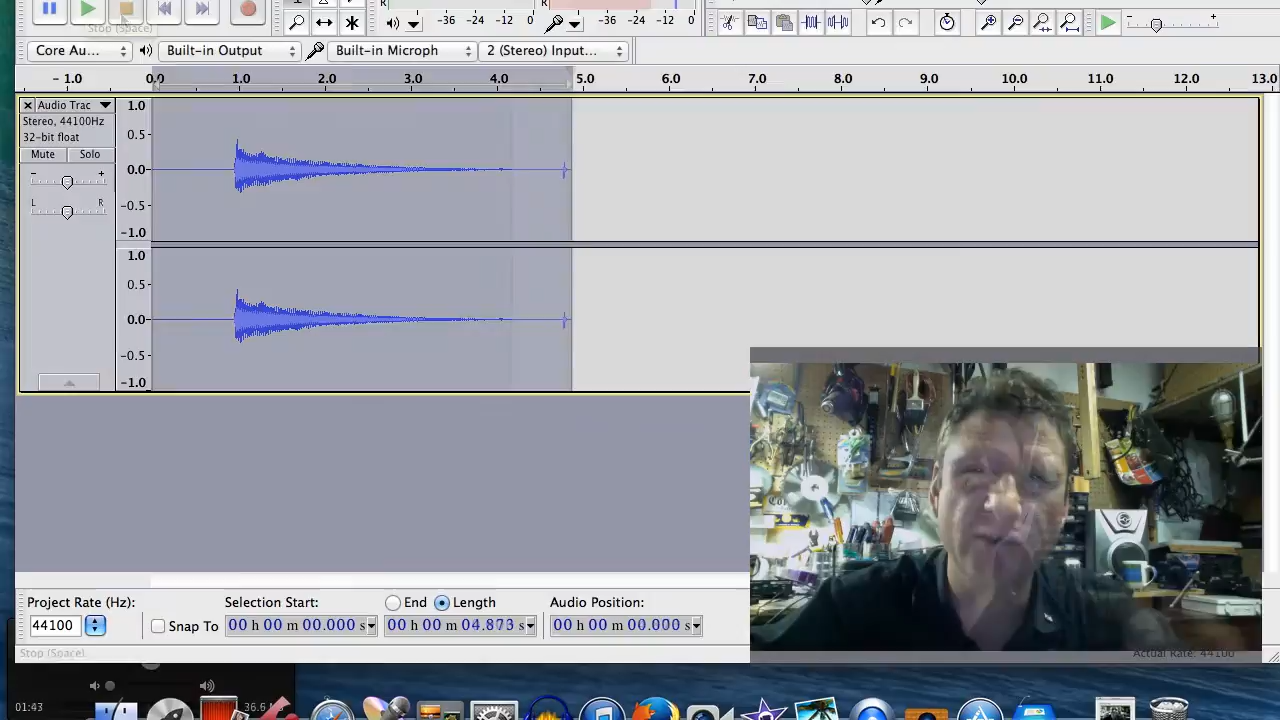 R
-36 -24 -12 0
R
-36 -24 -12 0
Stop (Space)
Core Au...
Built-in Output
Built-in Microph
2 (Stereo) Input...
- 1.0 0.0 1.0 2.0 3.0 4.0 5.0 6.0 7.0 8.0 9.0 10.0 11.0 12.0 13.0
Audio Trac
Stereo, 44100Hz
32-bit float
Mute Solo
- +
L R
1.0
0.5
0.0
-0.5
-1.0
1.0
0.5
0.0
-0.5
-1.0
Project Rate (Hz):
44100
Snap To
Selection Start:
00 h 00 m 00.000 s
End Length
00 h 00 m 04.873 s
Audio Position:
00 h 00 m 00.000 s
Stop (Space)
Actual Rate: 44100
01:43
36.6